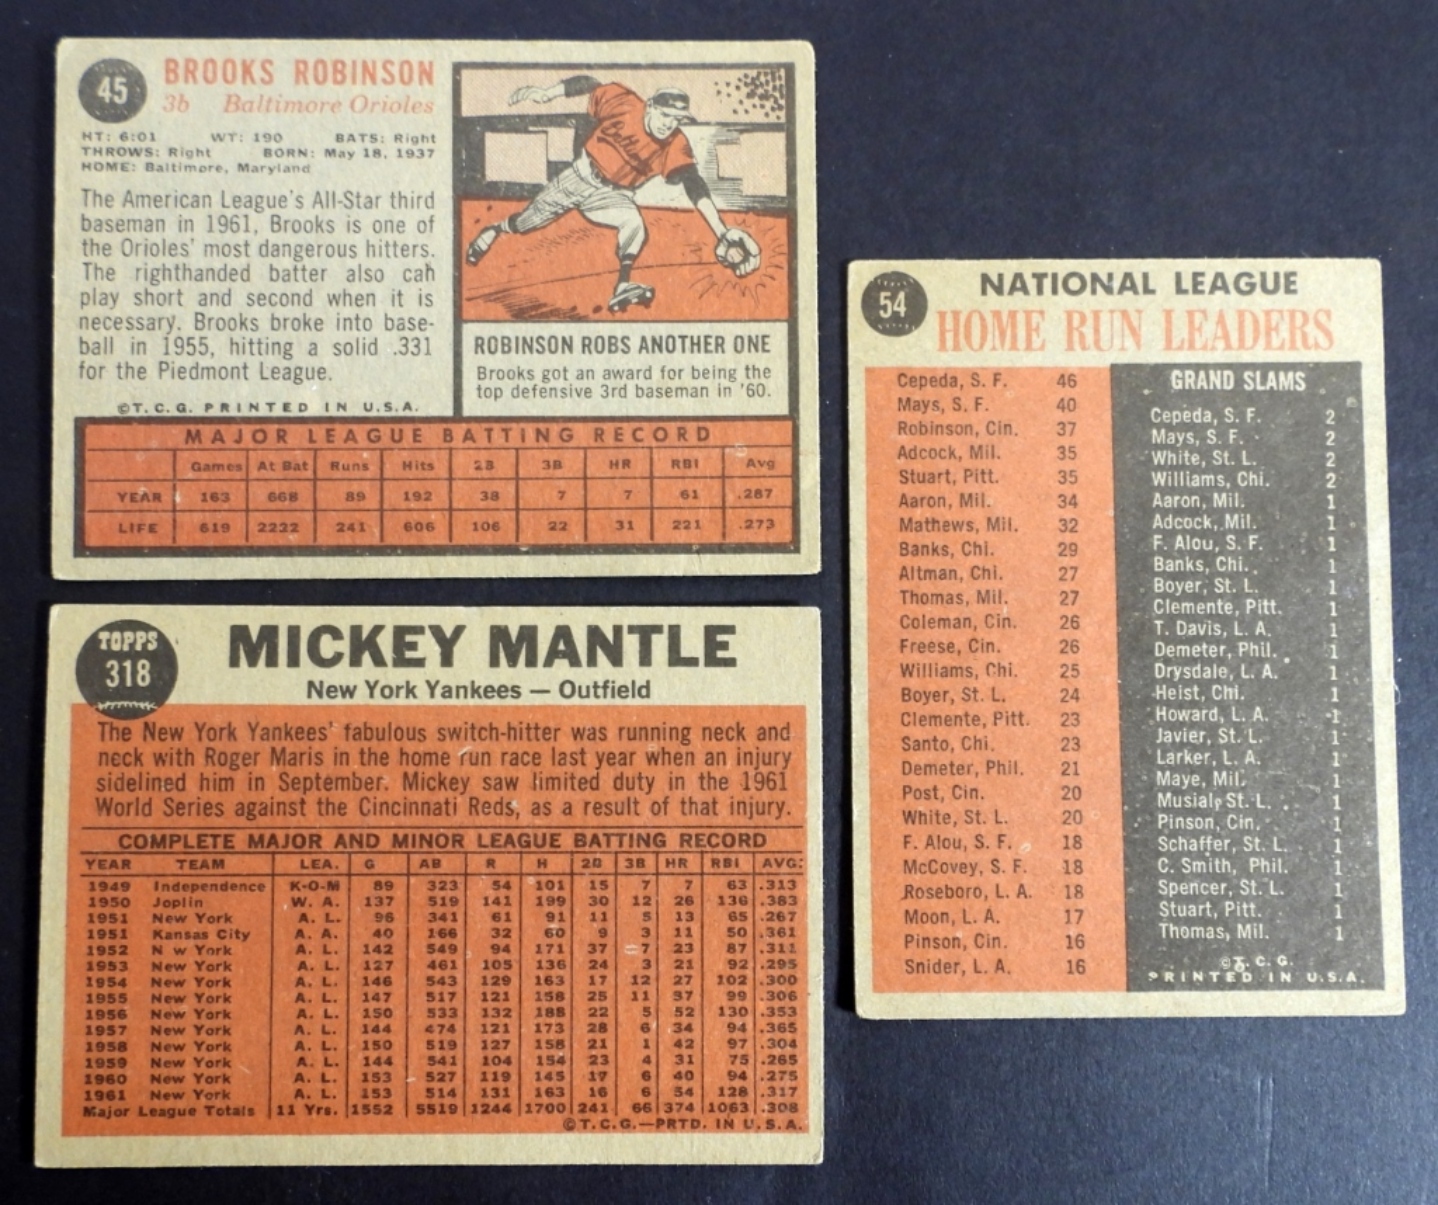 45
BROOKS ROBINSON
3b Baltimore Orioles
HT: 6:01 WT: 190 BATS: Right
THROWS: Right BORN: May 18, 1937
HOME: Baltimore, Maryland
The American League's All-Star third
baseman in 1961, Brooks is one of
the Orioles' most dangerous hitters.
The righthanded batter also can
play short and second when it is
necessary. Brooks broke into base-
ball in 1955, hitting a solid .331
for the Piedmont League.
©T.C.G. PRINTED IN U.S.A.
ROBINSON ROBS ANOTHER ONE
Brooks got an award for being the
top defensive 3rd baseman in '60.
MAJOR LEAGUE BATTING RECORD
Games At Bat Runs Hits 2B 3B HR RBI Avg
YEAR 163 668 89 192 38 7 7 61 .287
LIFE 619 2222 241 606 106 22 31 221 .273
TOPPS
318
MICKEY MANTLE
New York Yankees — Outfield
The New York Yankees' fabulous switch-hitter was running neck and
neck with Roger Maris in the home run race last year when an injury
sidelined him in September. Mickey saw limited duty in the 1961
World Series against the Cincinnati Reds, as a result of that injury.
COMPLETE MAJOR AND MINOR LEAGUE BATTING RECORD
YEAR TEAM LEA. G AB R H 2B 3B HR RBI AVG.
1949 Independence K-O-M 89 323 54 101 15 7 7 63 .313
1950 Joplin W. A. 137 519 141 199 30 12 26 136 .383
1951 New York A. L. 96 341 61 91 11 5 13 65 .267
1951 Kansas City A. A. 40 166 32 60 9 3 11 50 .361
1952 N w York A. L. 142 549 94 171 37 7 23 87 .311
1953 New York A. L. 127 461 105 136 24 3 21 92 .295
1954 New York A. L. 146 543 129 163 17 12 27 102 .300
1955 New York A. L. 147 517 121 158 25 11 37 99 .306
1956 New York A. L. 150 533 132 188 22 5 52 130 .353
1957 New York A. L. 144 474 121 173 28 6 34 94 .365
1958 New York A. L. 150 519 127 158 21 1 42 97 .304
1959 New York A. L. 144 541 104 154 23 4 31 75 .285
1960 New York A. L. 153 527 119 145 17 6 40 94 .275
1961 New York A. L. 153 514 131 163 16 6 54 128 .317
Major League Totals 11 Yrs. 1552 5519 1244 1700 241 66 374 1063 .308
©T.C.G.—PRTD. IN U.S.A.
54
NATIONAL LEAGUE
HOME RUN LEADERS
Cepeda, S. F. 46
Mays, S. F. 40
Robinson, Cin. 37
Adcock, Mil. 35
Stuart, Pitt. 35
Aaron, Mil. 34
Mathews, Mil. 32
Banks, Chi. 29
Altman, Chi. 27
Thomas, Mil. 27
Coleman, Cin. 26
Freese, Cin. 26
Williams, Chi. 25
Boyer, St. L. 24
Clemente, Pitt. 23
Santo, Chi. 23
Demeter, Phil. 21
Post, Cin. 20
White, St. L. 20
F. Alou, S. F. 18
McCovey, S. F. 18
Roseboro, L. A. 18
Moon, L. A. 17
Pinson, Cin. 16
Snider, L. A. 16
GRAND SLAMS
Cepeda, S. F. 2
Mays, S. F. 2
White, St. L. 2
Williams, Chi. 2
Aaron, Mil. 1
Adcock, Mil. 1
F. Alou, S. F. 1
Banks, Chi. 1
Boyer, St. L. 1
Clemente, Pitt. 1
T. Davis, L. A. 1
Demeter, Phil. 1
Drysdale, L. A. 1
Heist, Chi. 1
Howard, L. A. 1
Javier, St. L. 1
Larker, L. A. 1
Maye, Mil. 1
Musial, St. L. 1
Pinson, Cin. 1
Schaffer, St. L. 1
C. Smith, Phil. 1
Spencer, St. L. 1
Stuart, Pitt. 1
Thomas, Mil. 1
©T.C.G.
PRINTED IN U.S.A.